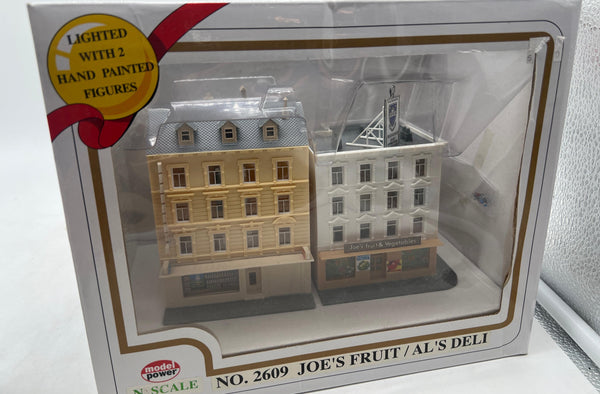 LIGHTED
WITH 2
HAND PAINTED
FIGURES
Joe's Fruit & Vegetables
model
power
N SCALE
NO. 2609 JOE'S FRUIT / AL'S DELI